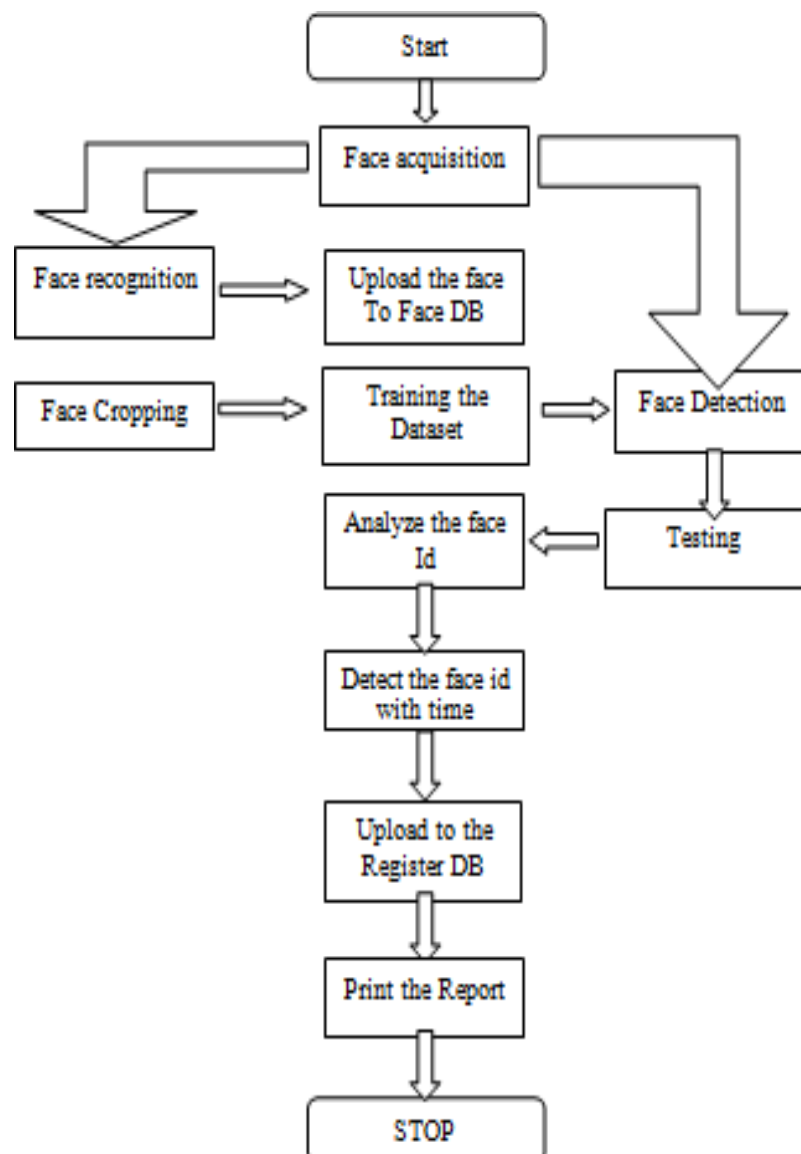 Start
Face acquisition
Face recognition
Upload the face
To Face DB
Face Cropping
Training the
Dataset
Face Detection
Analyze the face
Id
Testing
Detect the face id
with time
Upload to the
Register DB
Print the Report
STOP